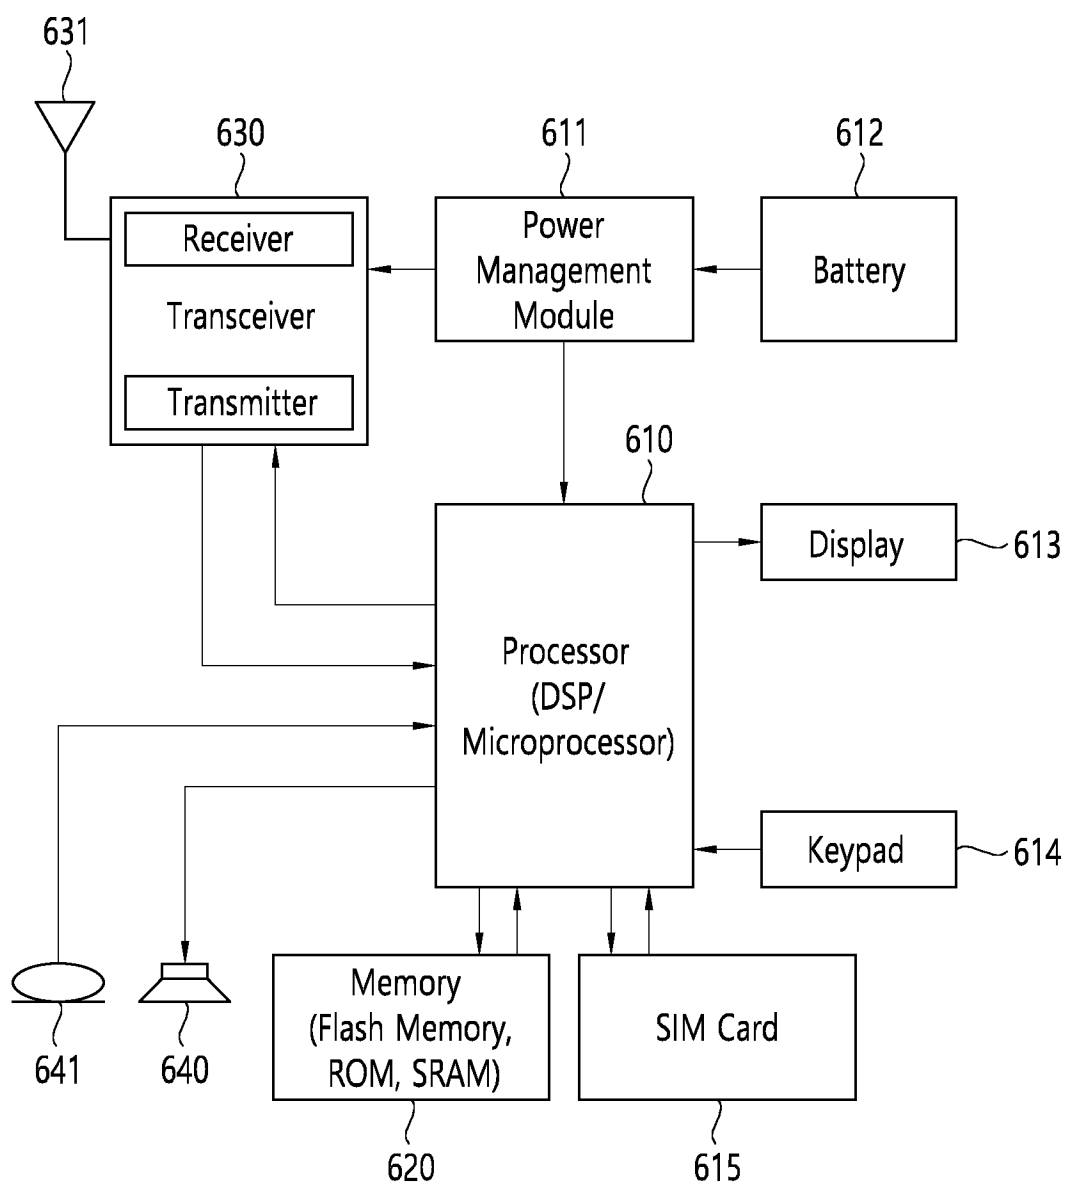 631
630
611
612
Receiver
Transceiver
Transmitter
Power
Management
Module
Battery
610
Display
613
Processor
(DSP/
Microprocessor)
Keypad
614
641
640
Memory
(Flash Memory,
ROM, SRAM)
SIM Card
620
615